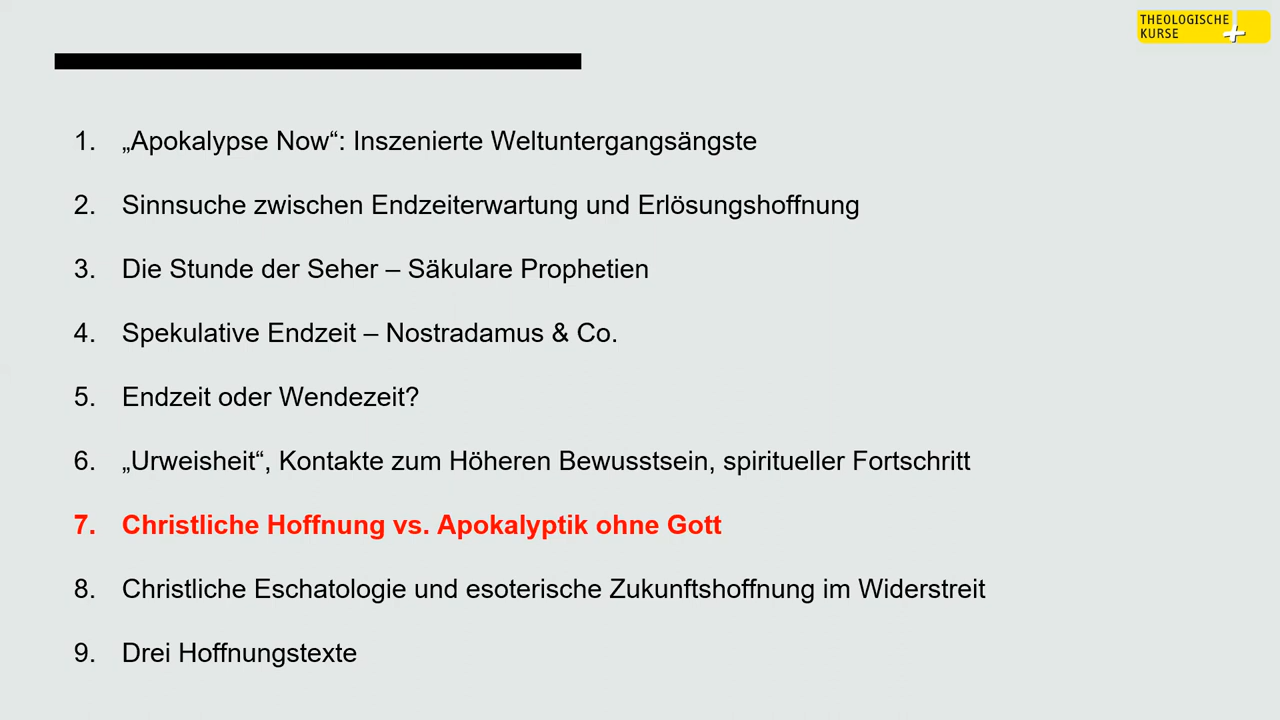 THEOLOGISCHE
KURSE
1. „Apokalypse Now“: Inszenierte Weltuntergangsängste
2. Sinnsuche zwischen Endzeiterwartung und Erlösungshoffnung
3. Die Stunde der Seher – Säkulare Prophetien
4. Spekulative Endzeit – Nostradamus & Co.
5. Endzeit oder Wendezeit?
6. „Urweisheit“, Kontakte zum Höheren Bewusstsein, spiritueller Fortschritt
7. Christliche Hoffnung vs. Apokalyptik ohne Gott
8. Christliche Eschatologie und esoterische Zukunftshoffnung im Widerstreit
9. Drei Hoffnungstexte